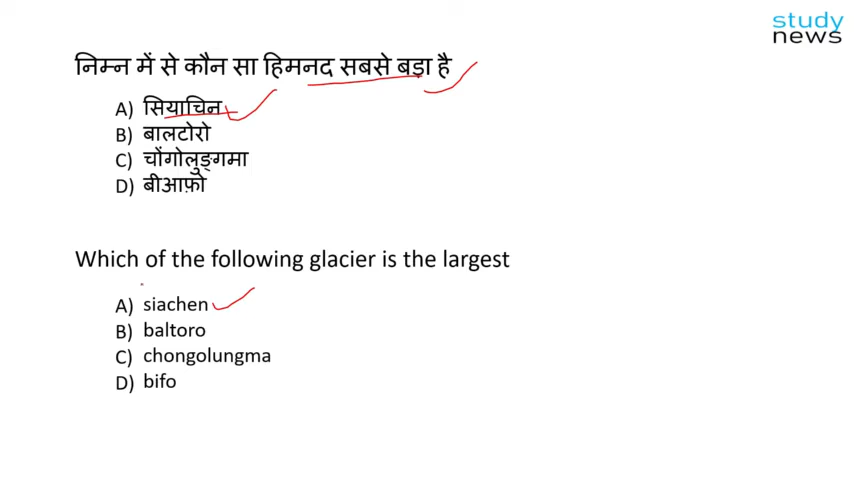 study
news
निम्न में से कौन सा हिमनद सबसे बड़ा है
A) सियाचिन
B) बालटोरो
C) चोंगोलुङ्गमा
D) बीआफ़ो
Which of the following glacier is the largest
A) siachen
B) baltoro
C) chongolungma
D) bifo